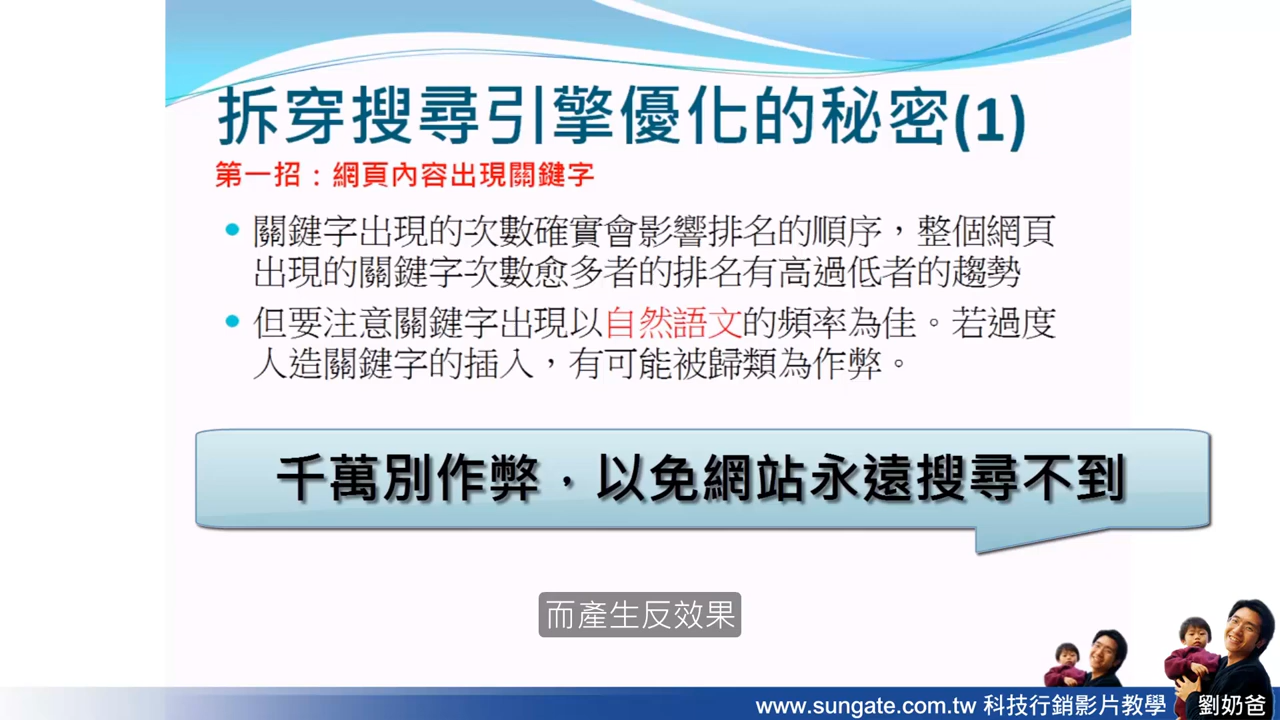 拆穿搜尋引擎優化的秘密(1)
第一招：網頁內容出現關鍵字
關鍵字出現的次數確實會影響排名的順序，整個網頁
出現的關鍵字次數愈多者的排名有高過低者的趨勢
但要注意關鍵字出現以自然語文的頻率為佳。若過度
人造關鍵字的插入，有可能被歸類為作弊。
千萬別作弊，以免網站永遠搜尋不到
而產生反效果
www.sungate.com.tw 科技行銷影片教學
劉奶爸